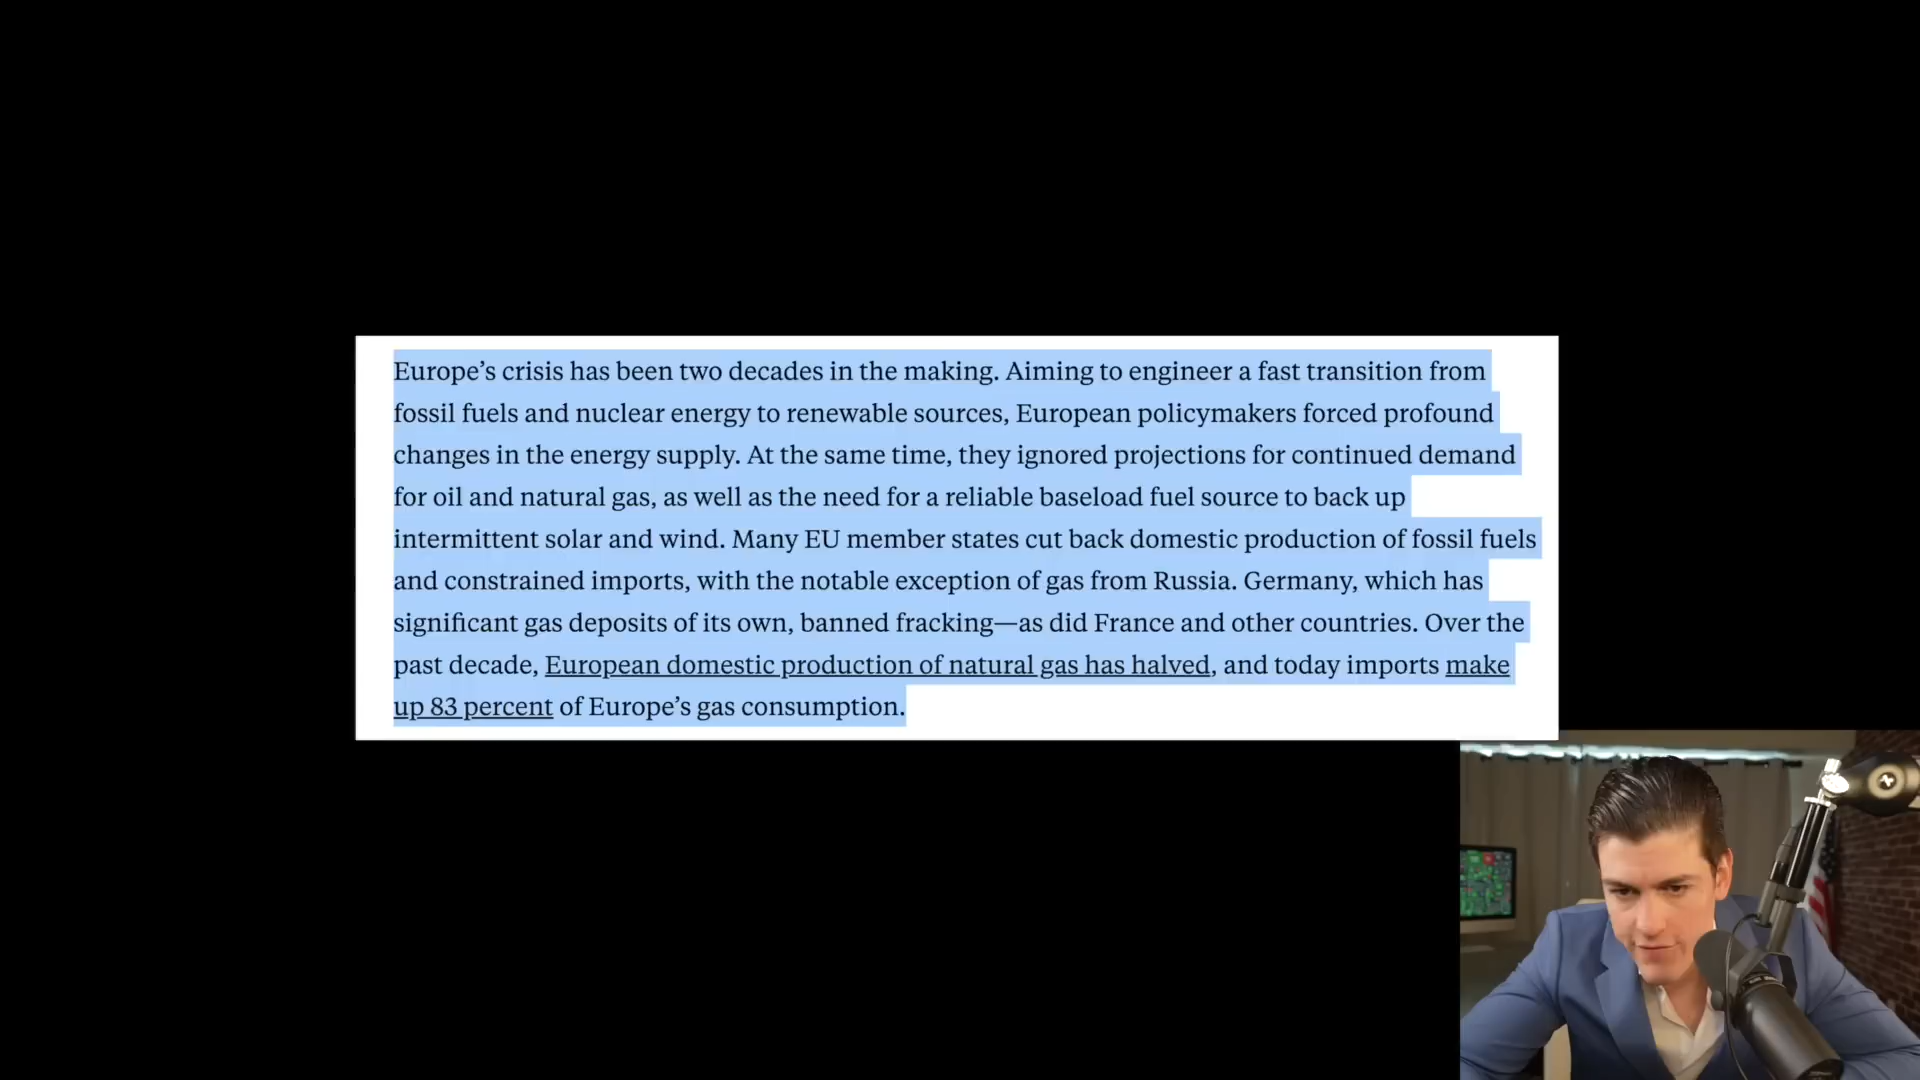 Europe’s crisis has been two decades in the making. Aiming to engineer a fast transition from
fossil fuels and nuclear energy to renewable sources, European policymakers forced profound
changes in the energy supply. At the same time, they ignored projections for continued demand
for oil and natural gas, as well as the need for a reliable baseload fuel source to back up
intermittent solar and wind. Many EU member states cut back domestic production of fossil fuels
and constrained imports, with the notable exception of gas from Russia. Germany, which has
significant gas deposits of its own, banned fracking—as did France and other countries. Over the
past decade, European domestic production of natural gas has halved, and today imports make
up 83 percent of Europe’s gas consumption.